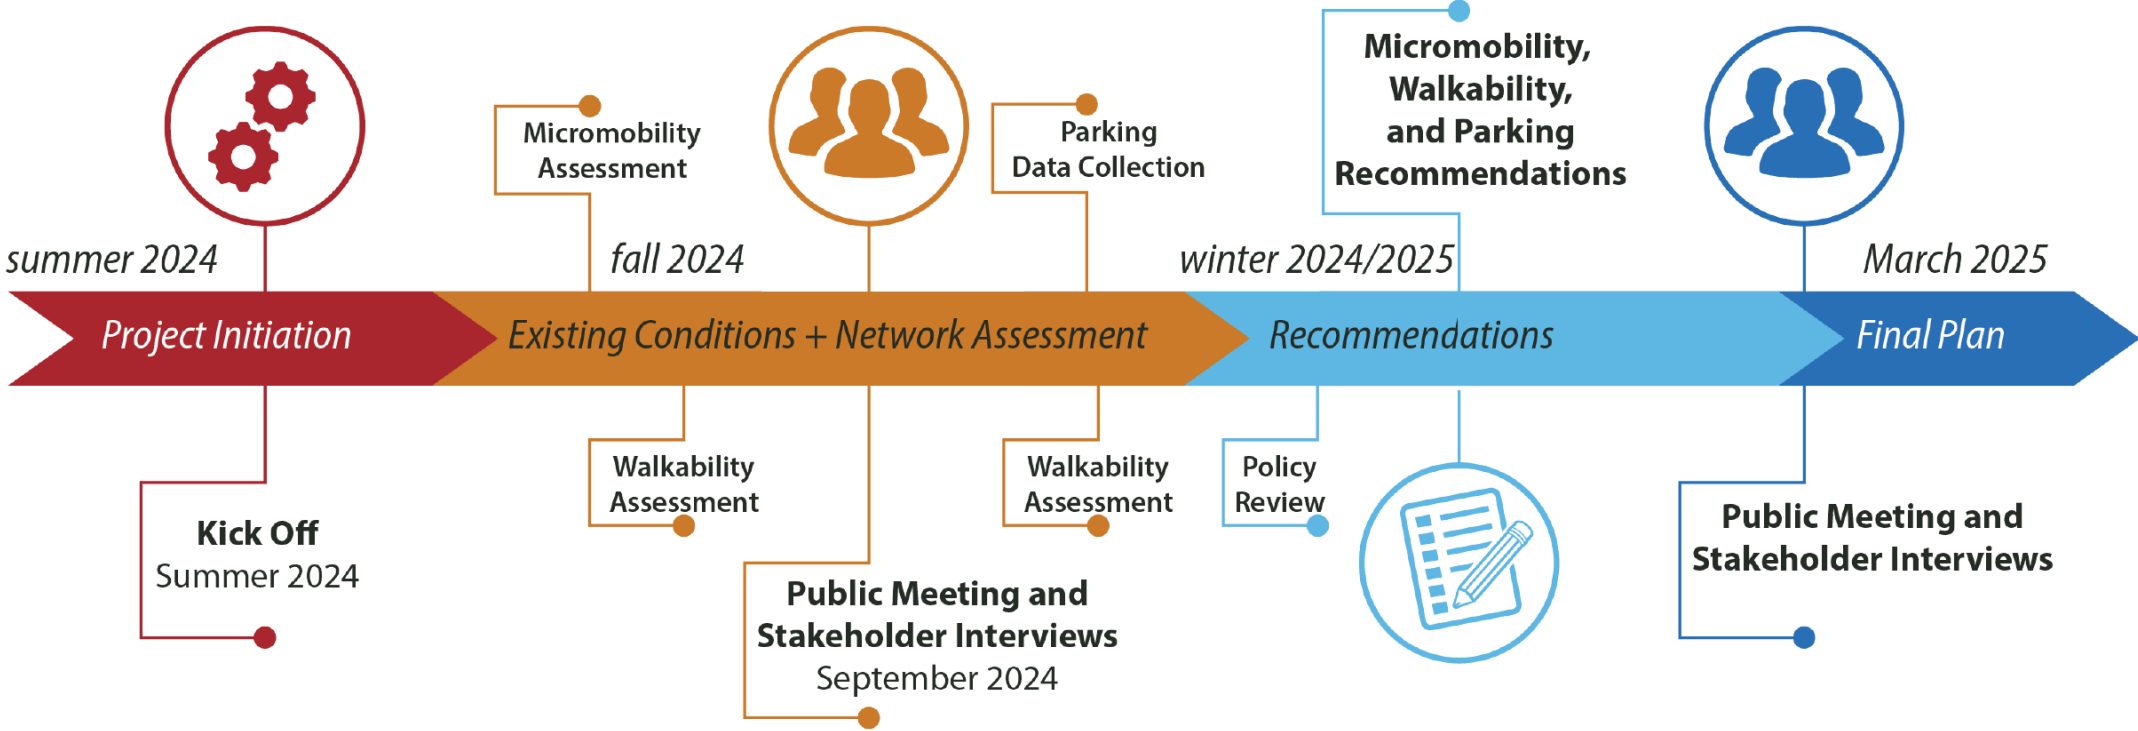 Micromobility,
Walkability,
and Parking
Recommendations
Micromobility
Assessment
Parking
Data Collection
summer 2024
fall 2024
winter 2024/2025
March 2025
Project Initiation
Existing Conditions + Network Assessment
Recommendations
Final Plan
Kick Off
Summer 2024
Walkability
Assessment
Public Meeting and
Stakeholder Interviews
September 2024
Walkability
Assessment
Policy
Review
Public Meeting and
Stakeholder Interviews